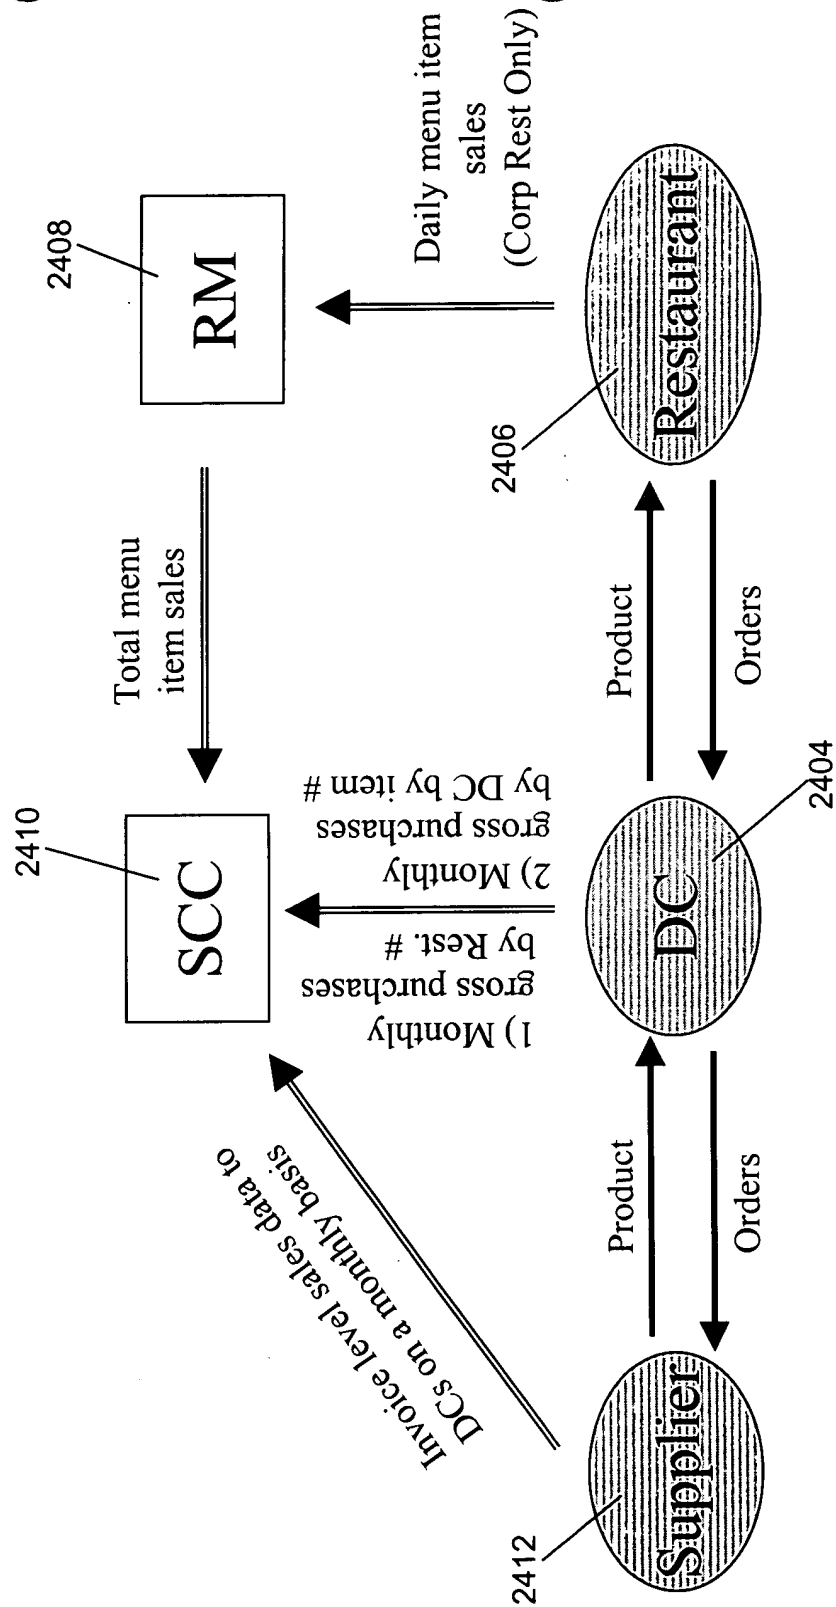 2410
SCC
Total menu
item sales
2408
RM
Invoice level sales data to
DCs on a monthly basis
1) Monthly
gross purchases
by Rest. #
2) Monthly
gross purchases
by DC by item #
Daily menu item
sales
(Corp Rest Only)
2412
Supplier
Product
Orders
DC
2404
Product
Orders
2406
Restaurant